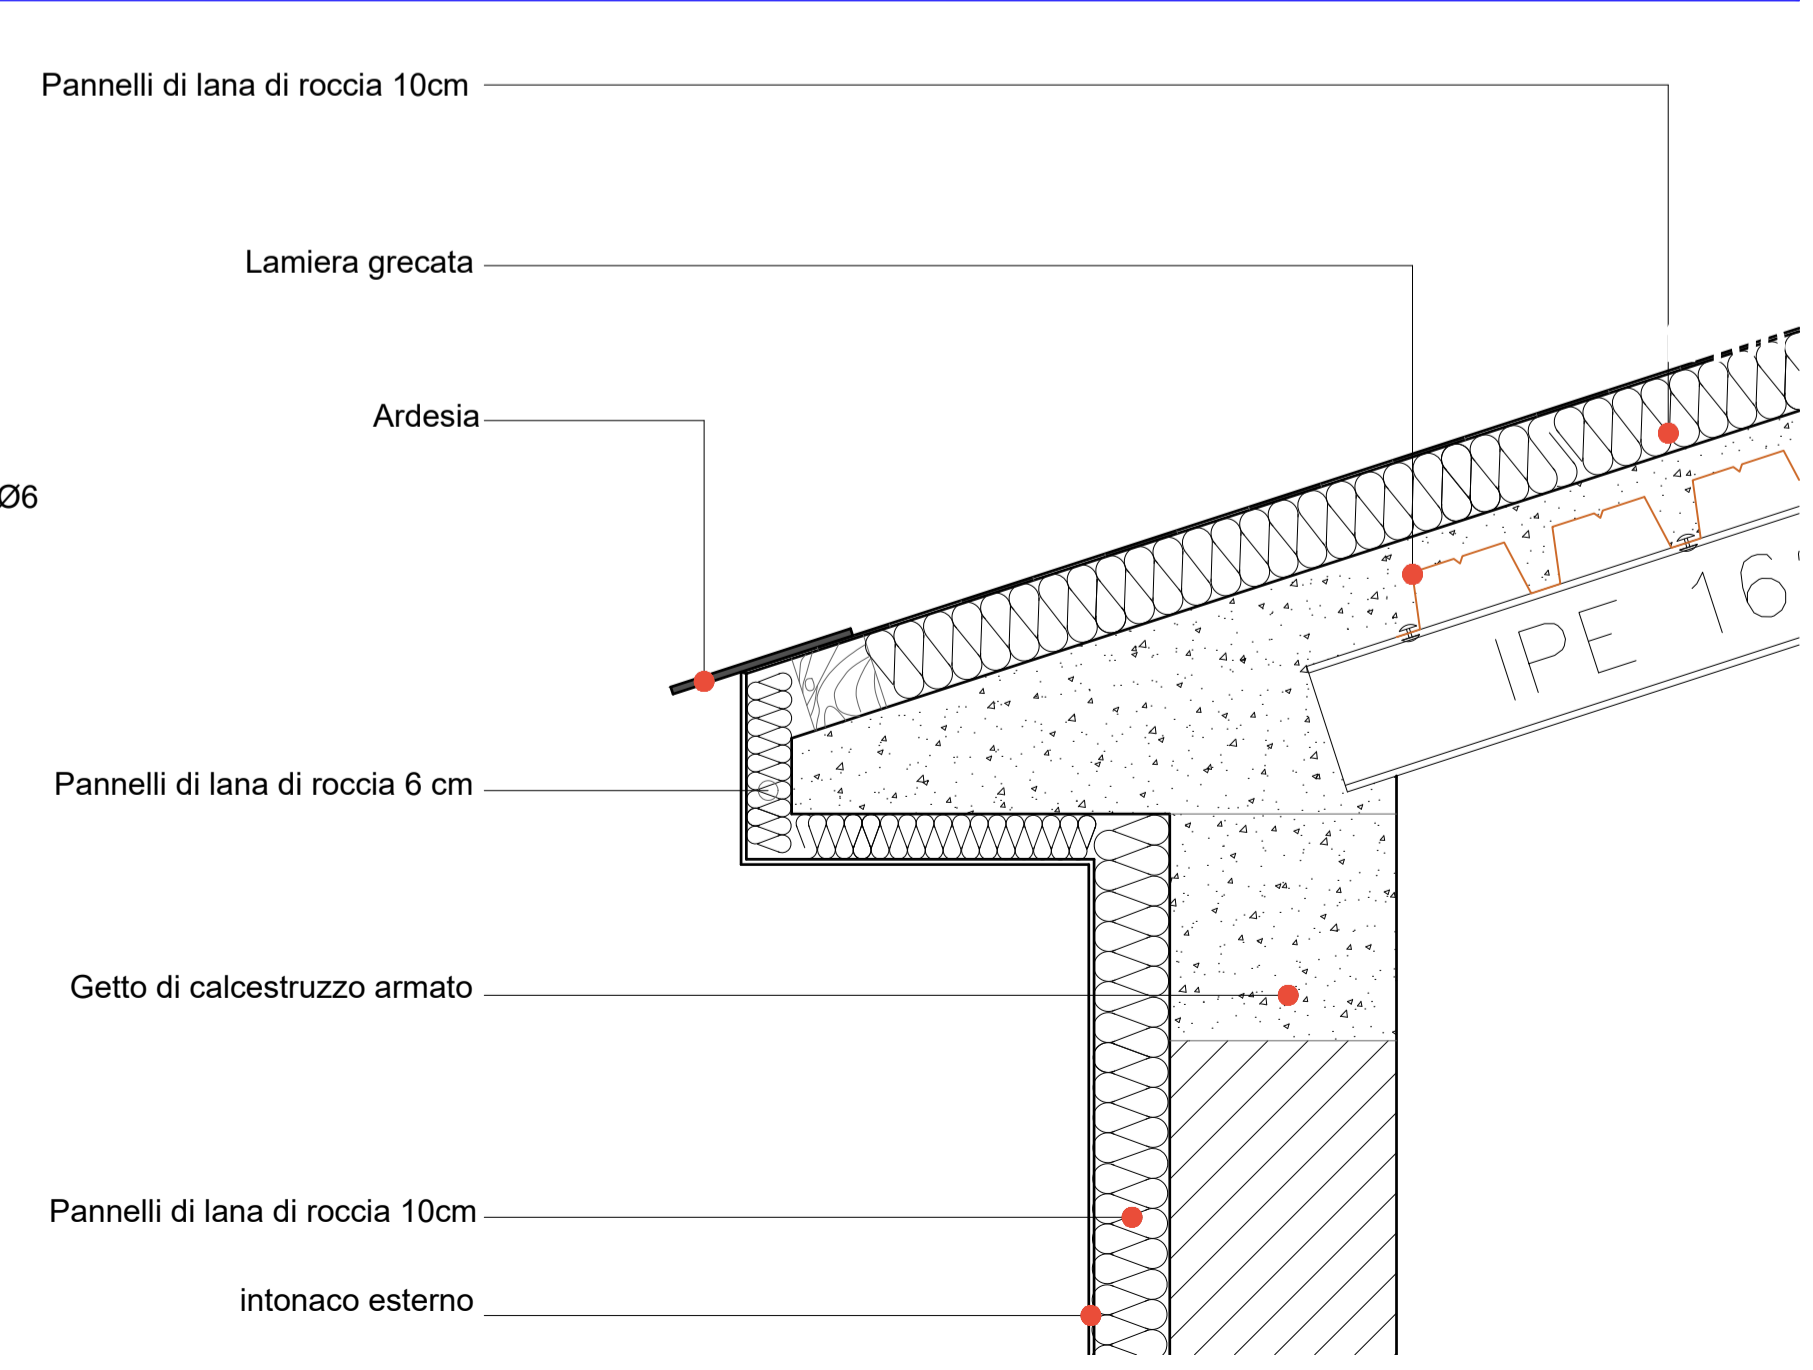 Pannelli di lana di roccia 10cm
Lamiera grecata
Ardesia
Ø6
IPE 16
Pannelli di lana di roccia 6 cm
Getto di calcestruzzo armato
Pannelli di lana di roccia 10cm
intonaco esterno